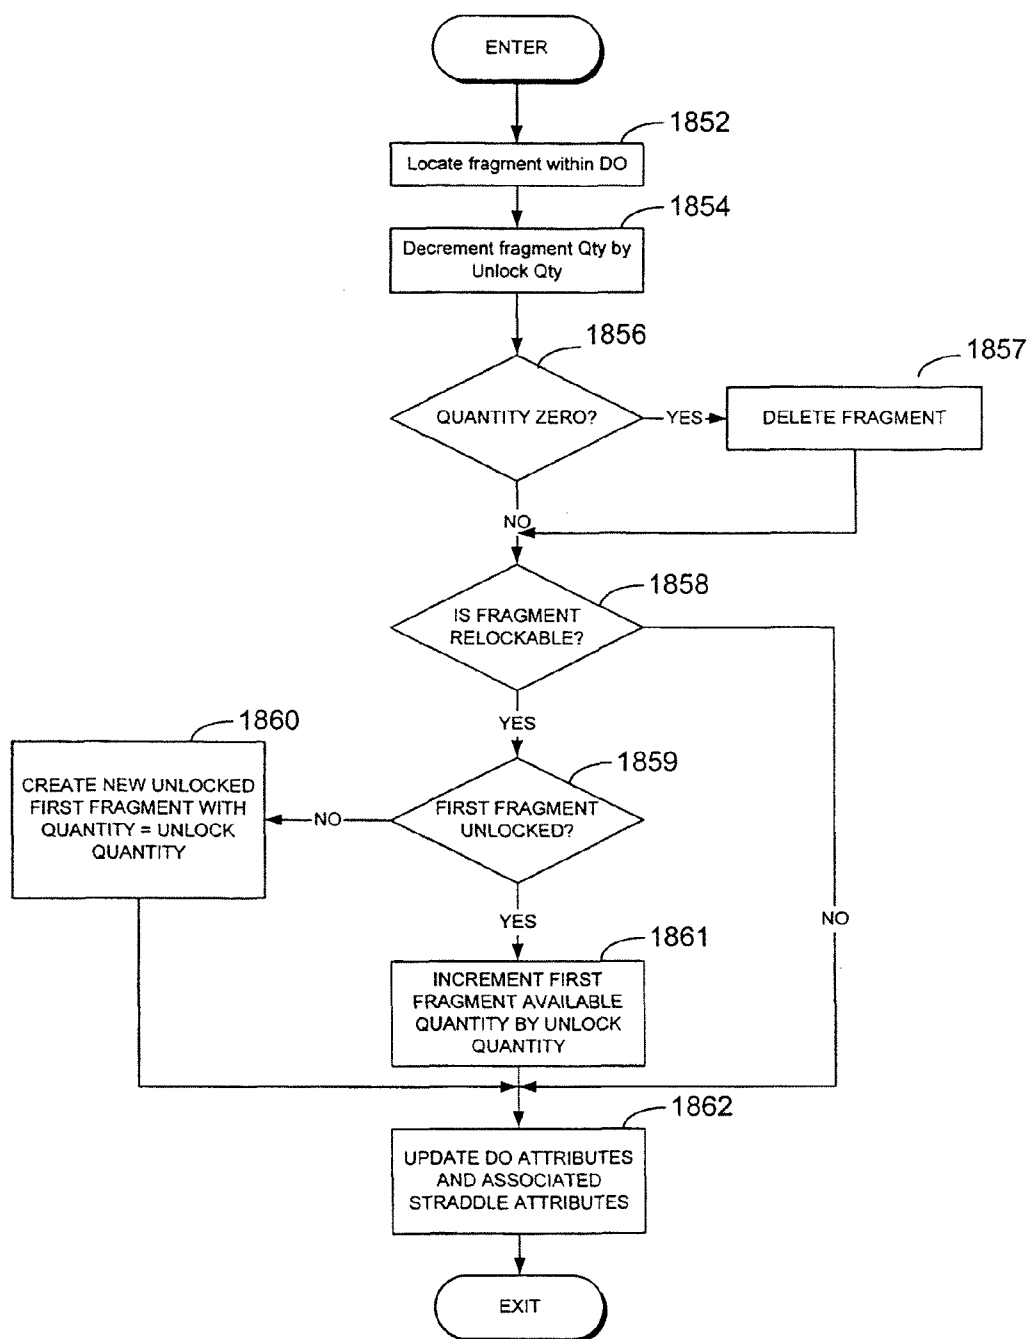 ENTER
1852
Locate fragment within DO
1854
Decrement fragment Qty by
Unlock Qty
1856
QUANTITY ZERO?
YES
1857
DELETE FRAGMENT
NO
1858
IS FRAGMENT
RELOCKABLE?
YES
1860
CREATE NEW UNLOCKED
FIRST FRAGMENT WITH
QUANTITY = UNLOCK
QUANTITY
NO
1859
FIRST FRAGMENT
UNLOCKED?
YES
NO
1861
INCREMENT FIRST
FRAGMENT AVAILABLE
QUANTITY BY UNLOCK
QUANTITY
1862
UPDATE DO ATTRIBUTES
AND ASSOCIATED
STRADDLE ATTRIBUTES
EXIT